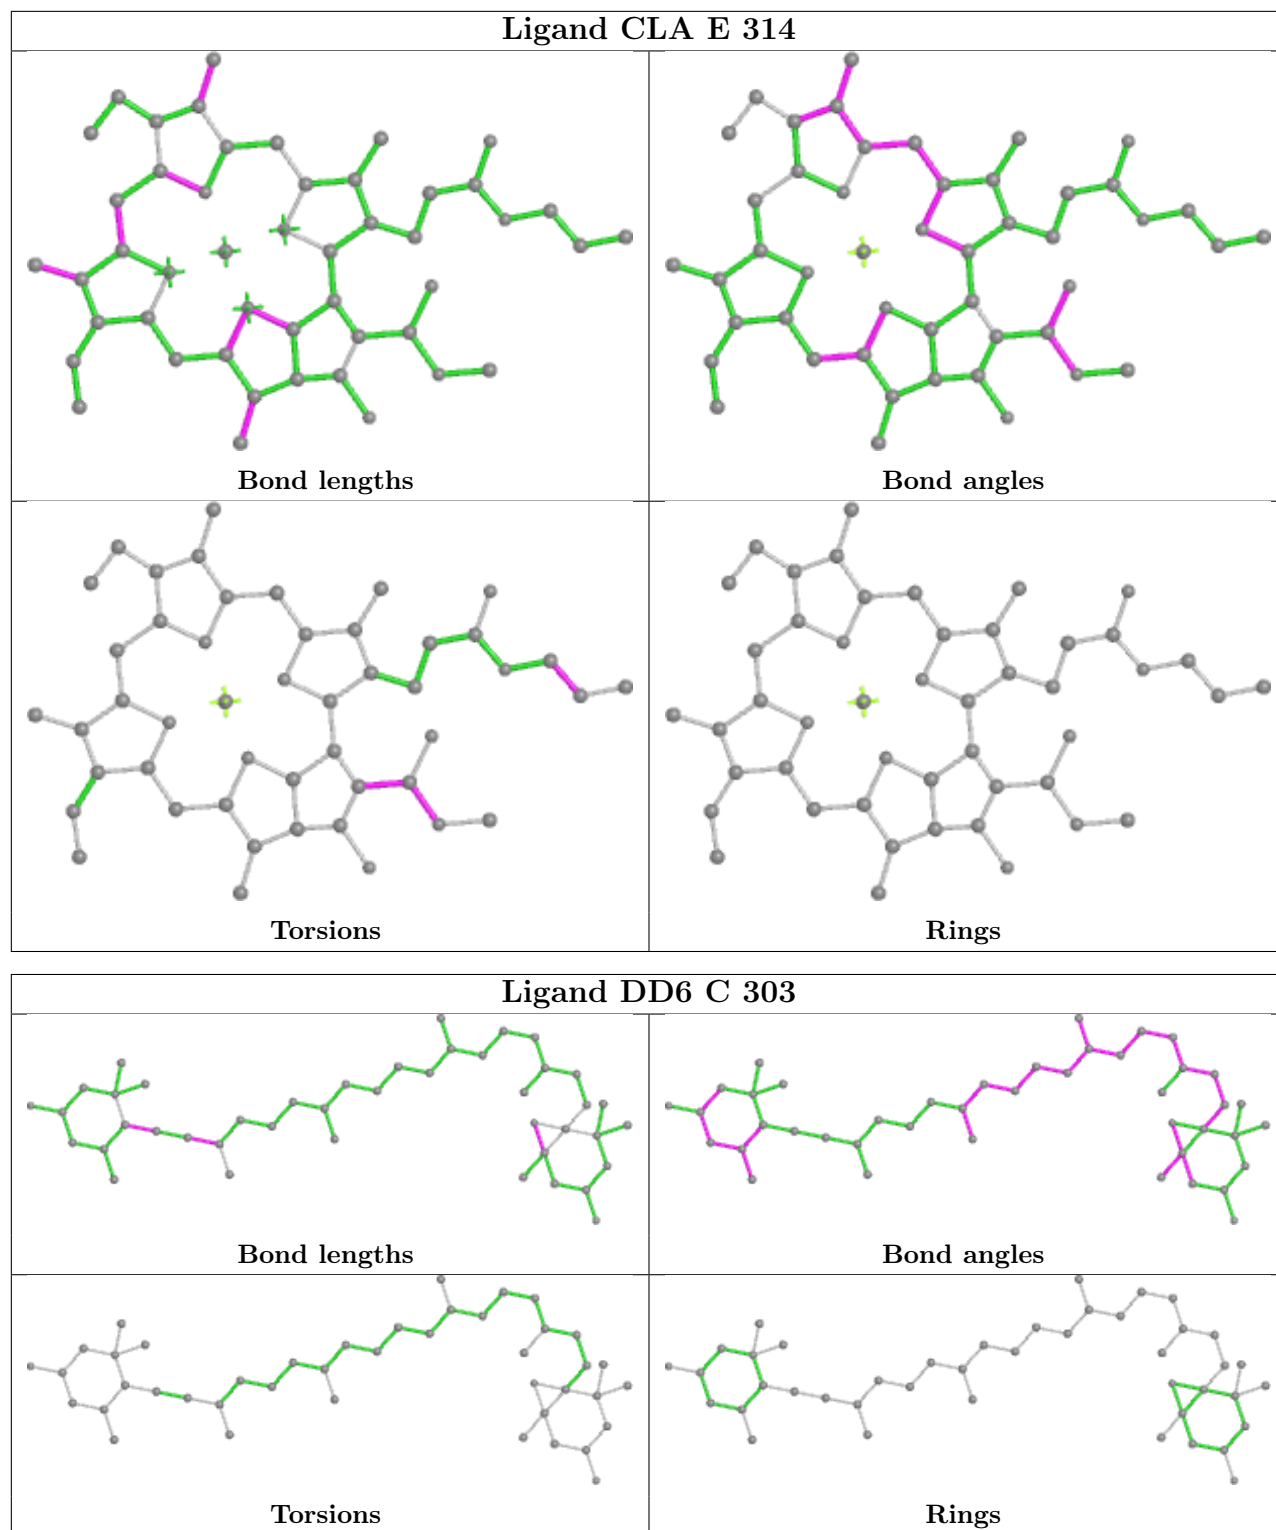 Ligand CLA E 314
Bond lengths
Bond angles
Torsions
Rings
Ligand DD6 C 303
Bond lengths
Bond angles
Torsions
Rings